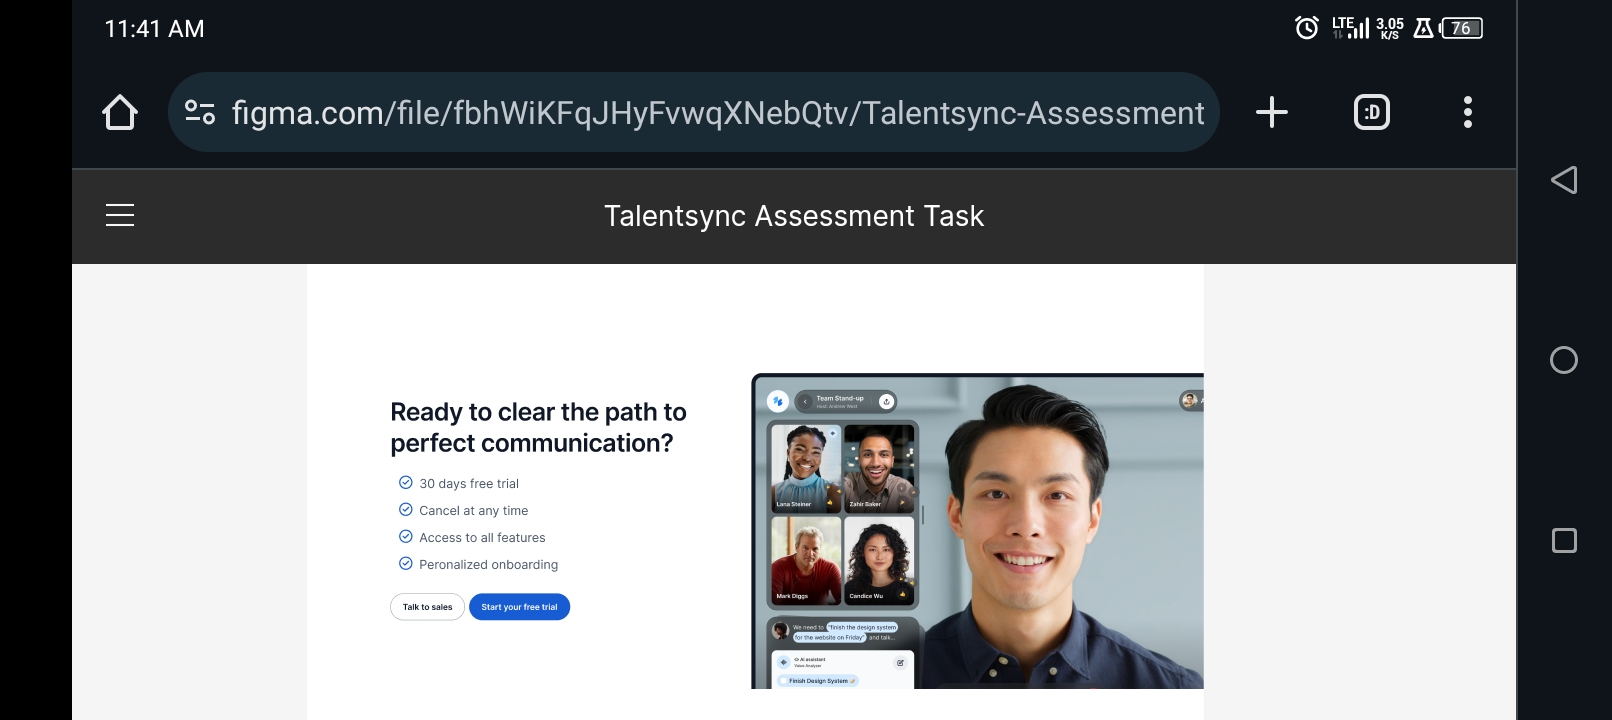 11:41 AM
LTE 3.05 K/S 76
figma.com/file/fbhWiKFqJHyFvwqXNebQtv/Talentsync-Assessment
:D
Talentsync Assessment Task
Ready to clear the path to
perfect communication?
30 days free trial
Cancel at any time
Access to all features
Peronalized onboarding
Talk to sales
Start your free trial
Team Stand-up
Host: Andrew West
Lana Steiner
Zahir Baker
Mark Diggs
Candice Wu
We need to "finish the design system
for the website on Friday" and talk...
AI assistant
Voice Analyzer
Finish Design System